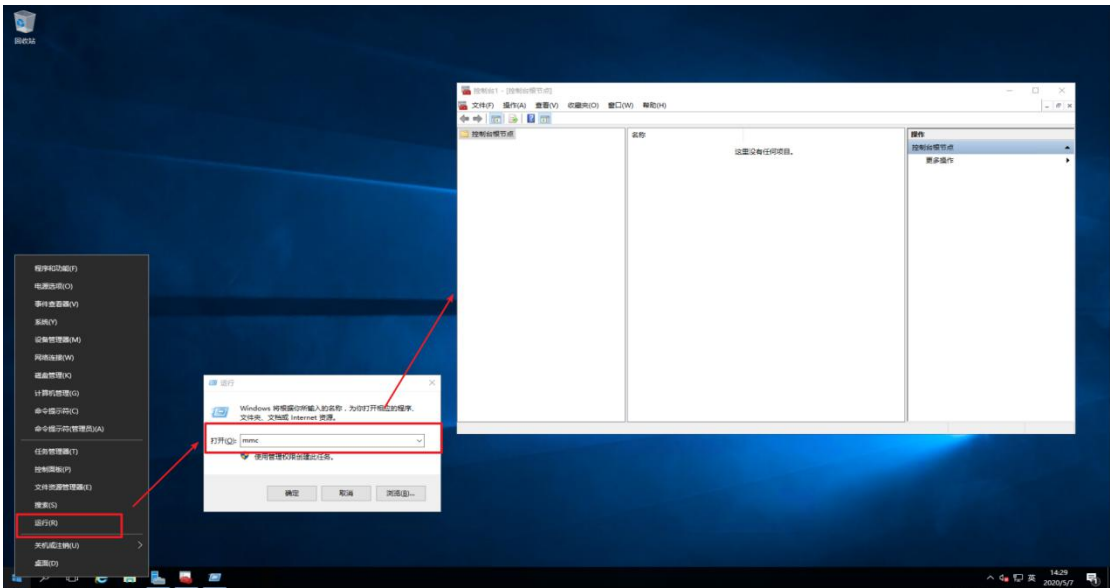 回收站
控制台1 - [控制台根节点]
文件(F) 操作(A) 查看(V) 收藏夹(O) 窗口(W) 帮助(H)
控制台根节点
名称
这里没有任何项目。
操作
控制台根节点
更多操作
程序和功能(F)
电源选项(O)
事件查看器(V)
系统(Y)
设备管理器(M)
网络连接(W)
磁盘管理(K)
计算机管理(G)
命令提示符(C)
命令提示符(管理员)(A)
任务管理器(T)
控制面板(P)
文件资源管理器(E)
搜索(S)
运行(R)
关机或注销(U)
桌面(D)
运行
Windows 将根据你所输入的名称，为你打开相应的程序、
文件夹、文档或 Internet 资源。
打开(O): mmc
使用管理权限创建此任务。
确定 取消 浏览(B)...
英
14:29
2020/5/7